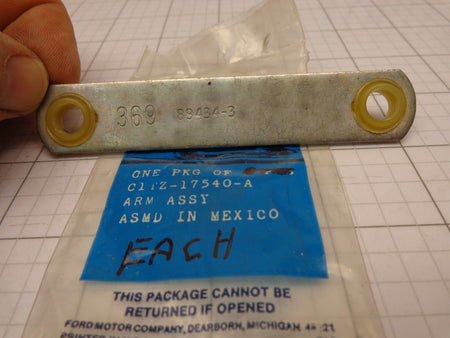 369 89434-3
ONE PKG OF
C1TZ-17540-A
ARM ASSY
ASMD IN MEXICO
EACH
THIS PACKAGE CANNOT BE
RETURNED IF OPENED
FORD MOTOR COMPANY, DEARBORN, MICHIGAN